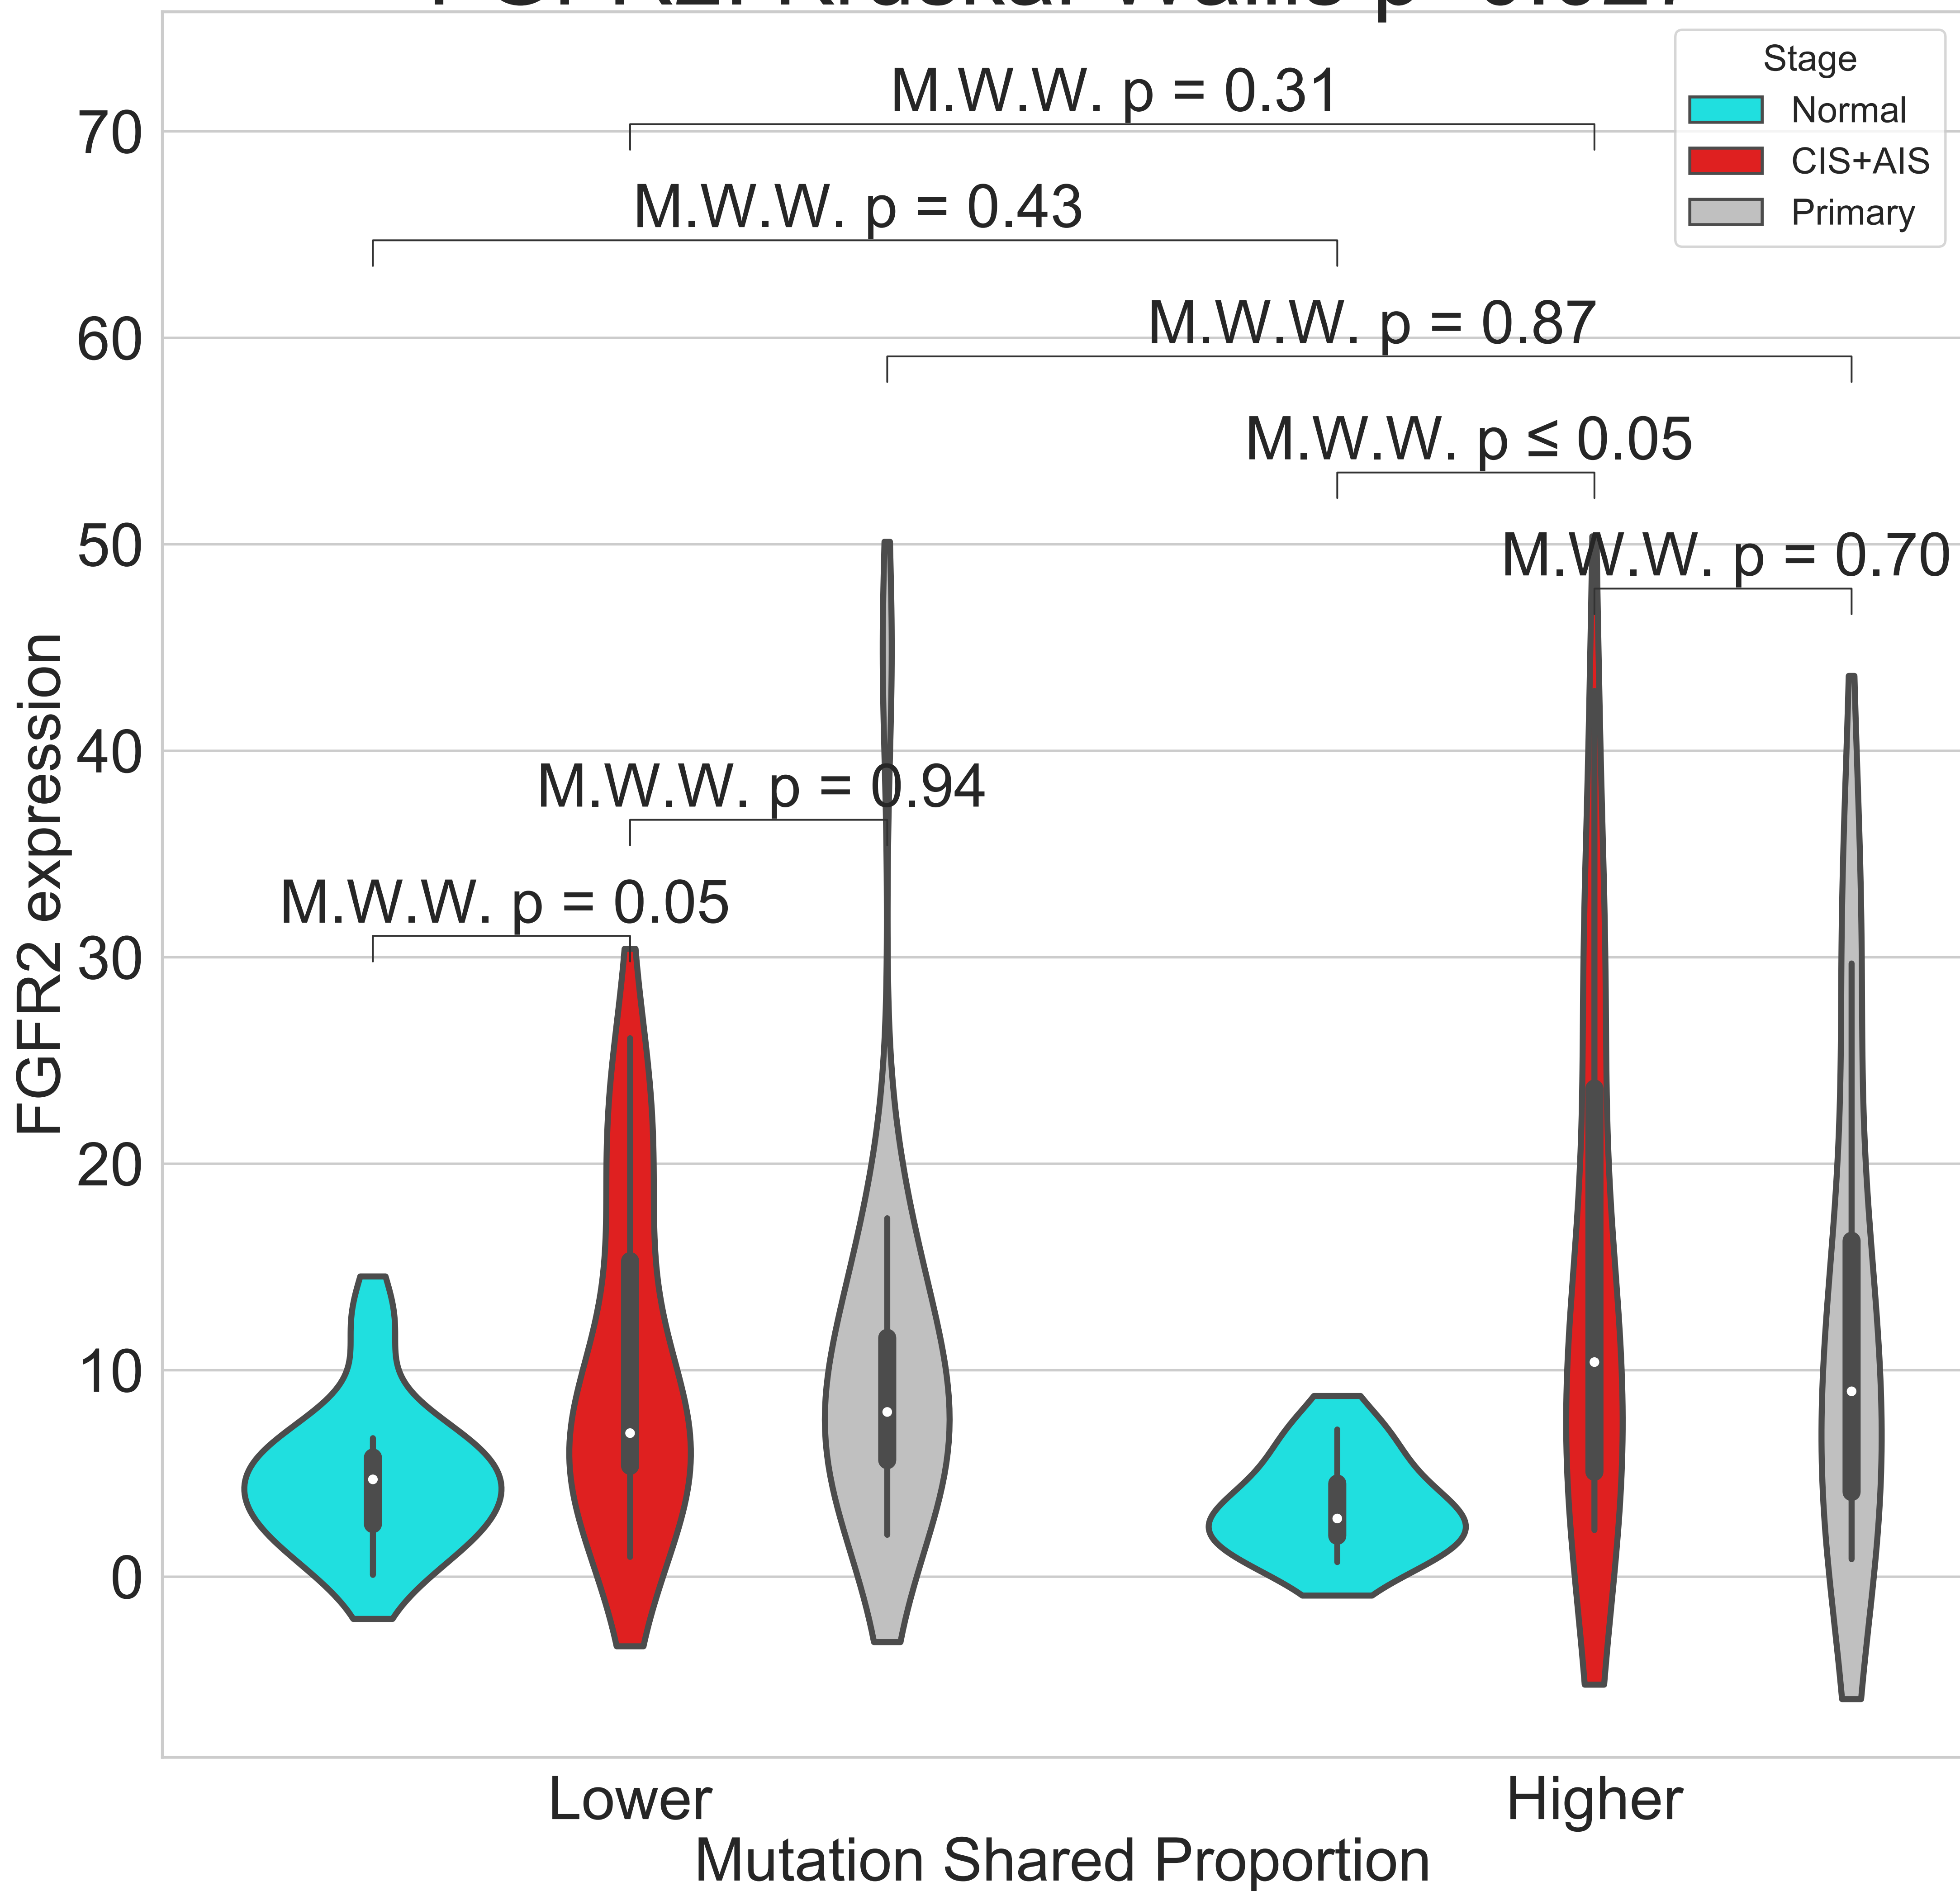 Stage
Normal
CIS+AIS
Primary
M.W.W. p = 0.31
M.W.W. p = 0.43
M.W.W. p = 0.87
M.W.W. p ≤ 0.05
M.W.W. p = 0.70
M.W.W. p = 0.94
M.W.W. p = 0.05
FGFR2 expression
70
60
50
40
30
20
10
0
Lower
Higher
Mutation Shared Proportion